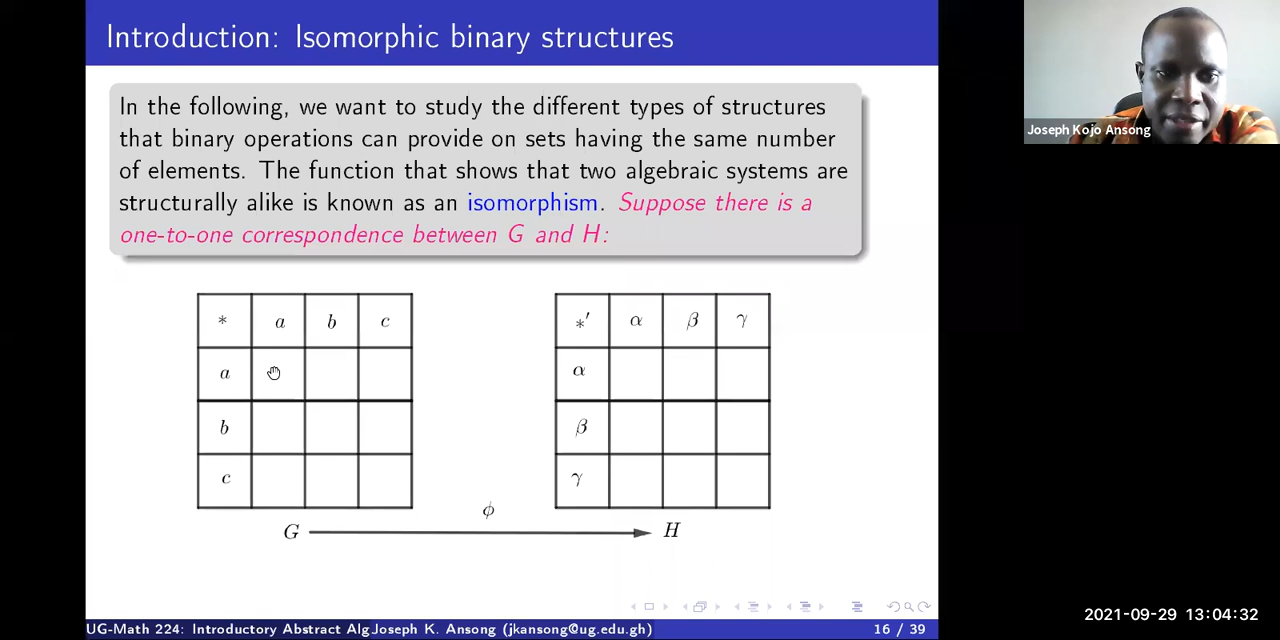 Introduction: Isomorphic binary structures
Joseph Kojo Ansong
In the following, we want to study the different types of structures
that binary operations can provide on sets having the same number
of elements. The function that shows that two algebraic systems are
structurally alike is known as an isomorphism. Suppose there is a
one-to-one correspondence between G and H:
* a b c
a
b
c
*′ α β γ
α
β
γ
ϕ
G H
UG-Math 224: Introductory Abstract Alg Joseph K. Ansong (jkansong@ug.edu.gh) 16 / 39
2021-09-29 13:04:32